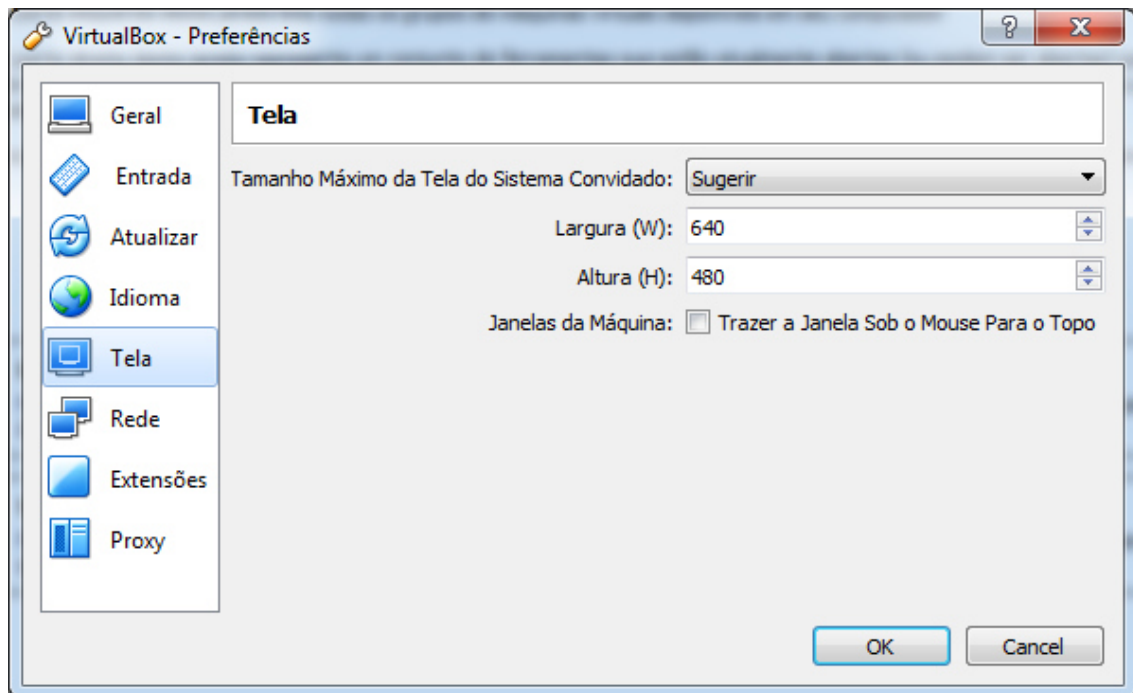 VirtualBox - Preferências
Geral
Entrada
Atualizar
Idioma
Tela
Rede
Extensões
Proxy
Tela
Tamanho Máximo da Tela do Sistema Convidado: Sugerir
Largura (W): 640
Altura (H): 480
Janelas da Máquina: Trazer a Janela Sob o Mouse Para o Topo
OK Cancel